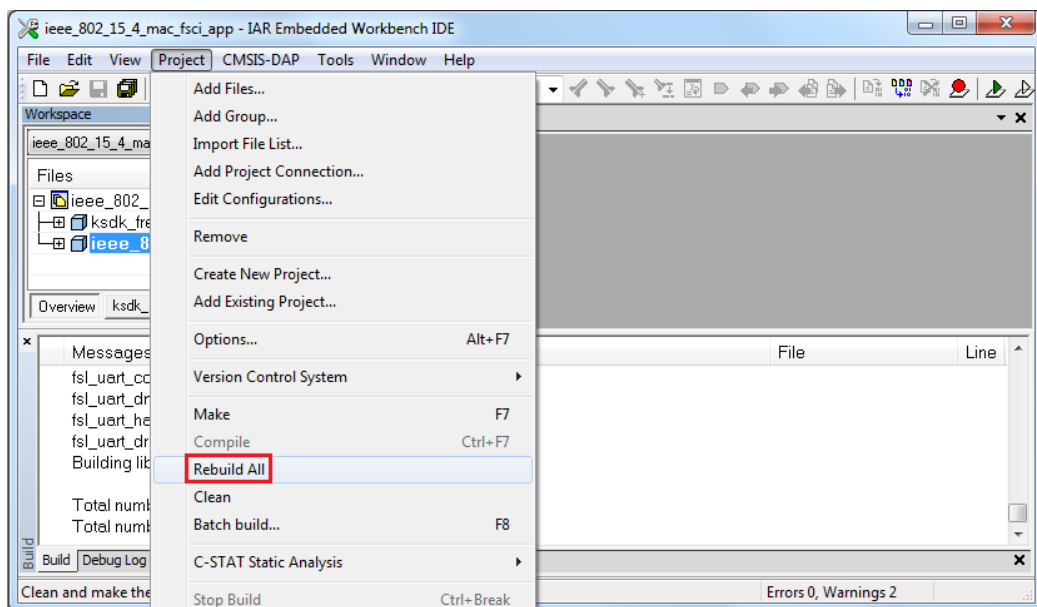 ieee_802_15_4_mac_fsci_app - IAR Embedded Workbench IDE
File Edit View Project CMSIS-DAP Tools Window Help
Workspace
ieee_802_15_4_ma
Files
ieee_802_
ksdk_fre
ieee_8
Overview ksdk_
Add Files...
Add Group...
Import File List...
Add Project Connection...
Edit Configurations...
Remove
Create New Project...
Add Existing Project...
Options... Alt+F7
Version Control System
Make F7
Compile Ctrl+F7
Rebuild All
Clean
Batch build... F8
C-STAT Static Analysis
Stop Build Ctrl+Break
Messages File Line
fsl_uart_co
fsl_uart_dr
fsl_uart_ha
fsl_uart_dr
Building lib
Total numb
Total numb
Build
Build Debug Log
Clean and make the Errors 0, Warnings 2